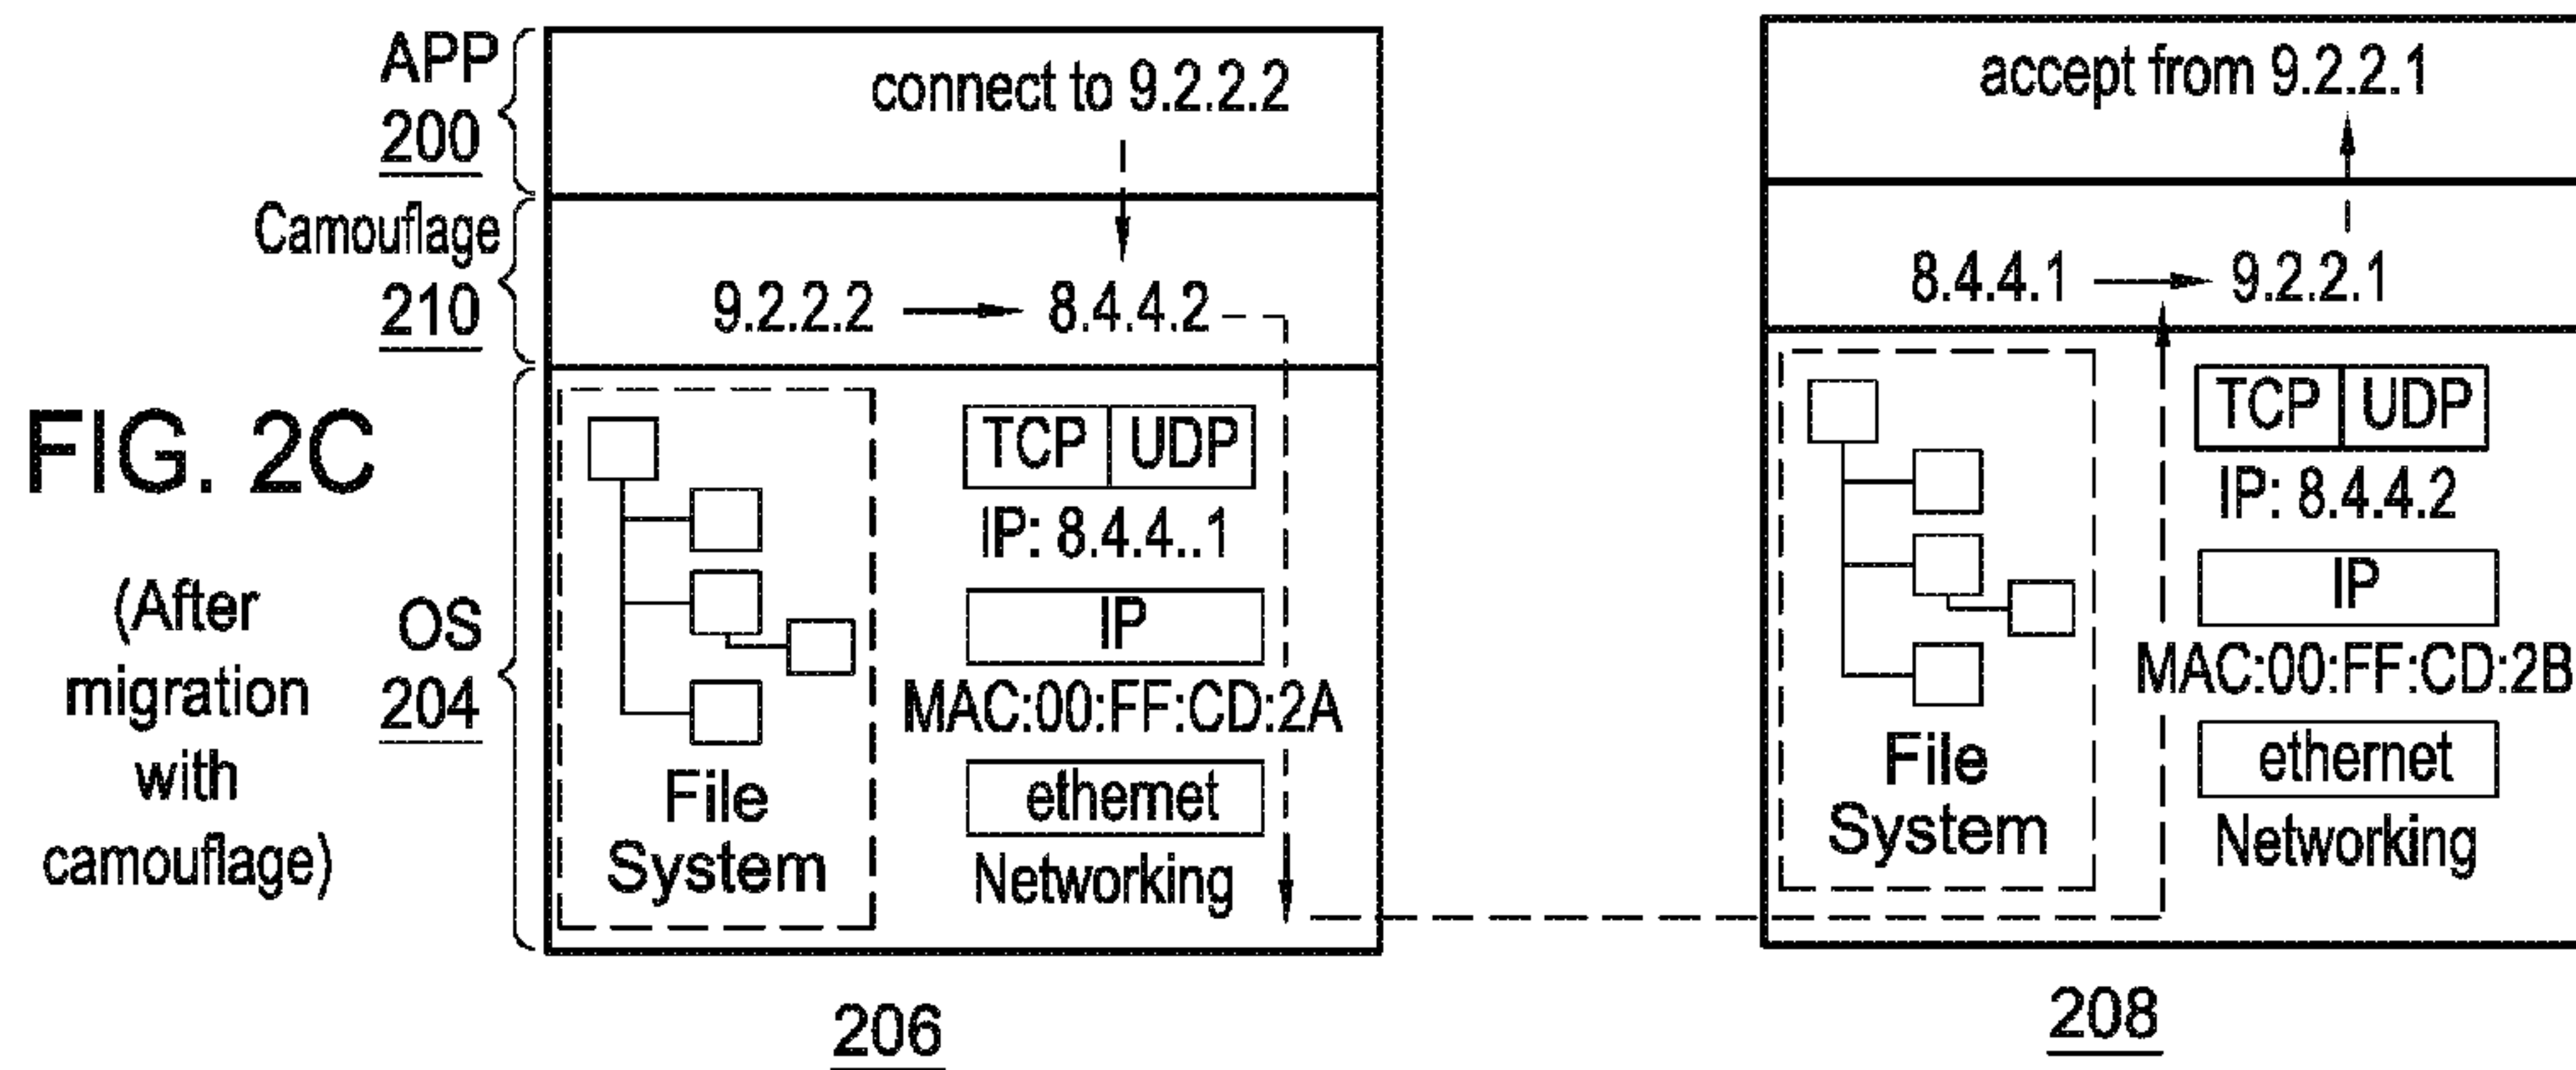 APP
200
Camouflage
210
FIG. 2C
(After
migration
with
camouflage)
OS
204
connect to 9.2.2.2
9.2.2.2
8.4.4.2
File
System
TCP
UDP
IP: 8.4.4..1
IP
MAC:00:FF:CD:2A
ethernet
Networking
206
accept from 9.2.2.1
8.4.4.1
9.2.2.1
File
System
TCP
UDP
IP: 8.4.4.2
IP
MAC:00:FF:CD:2B
ethernet
Networking
208